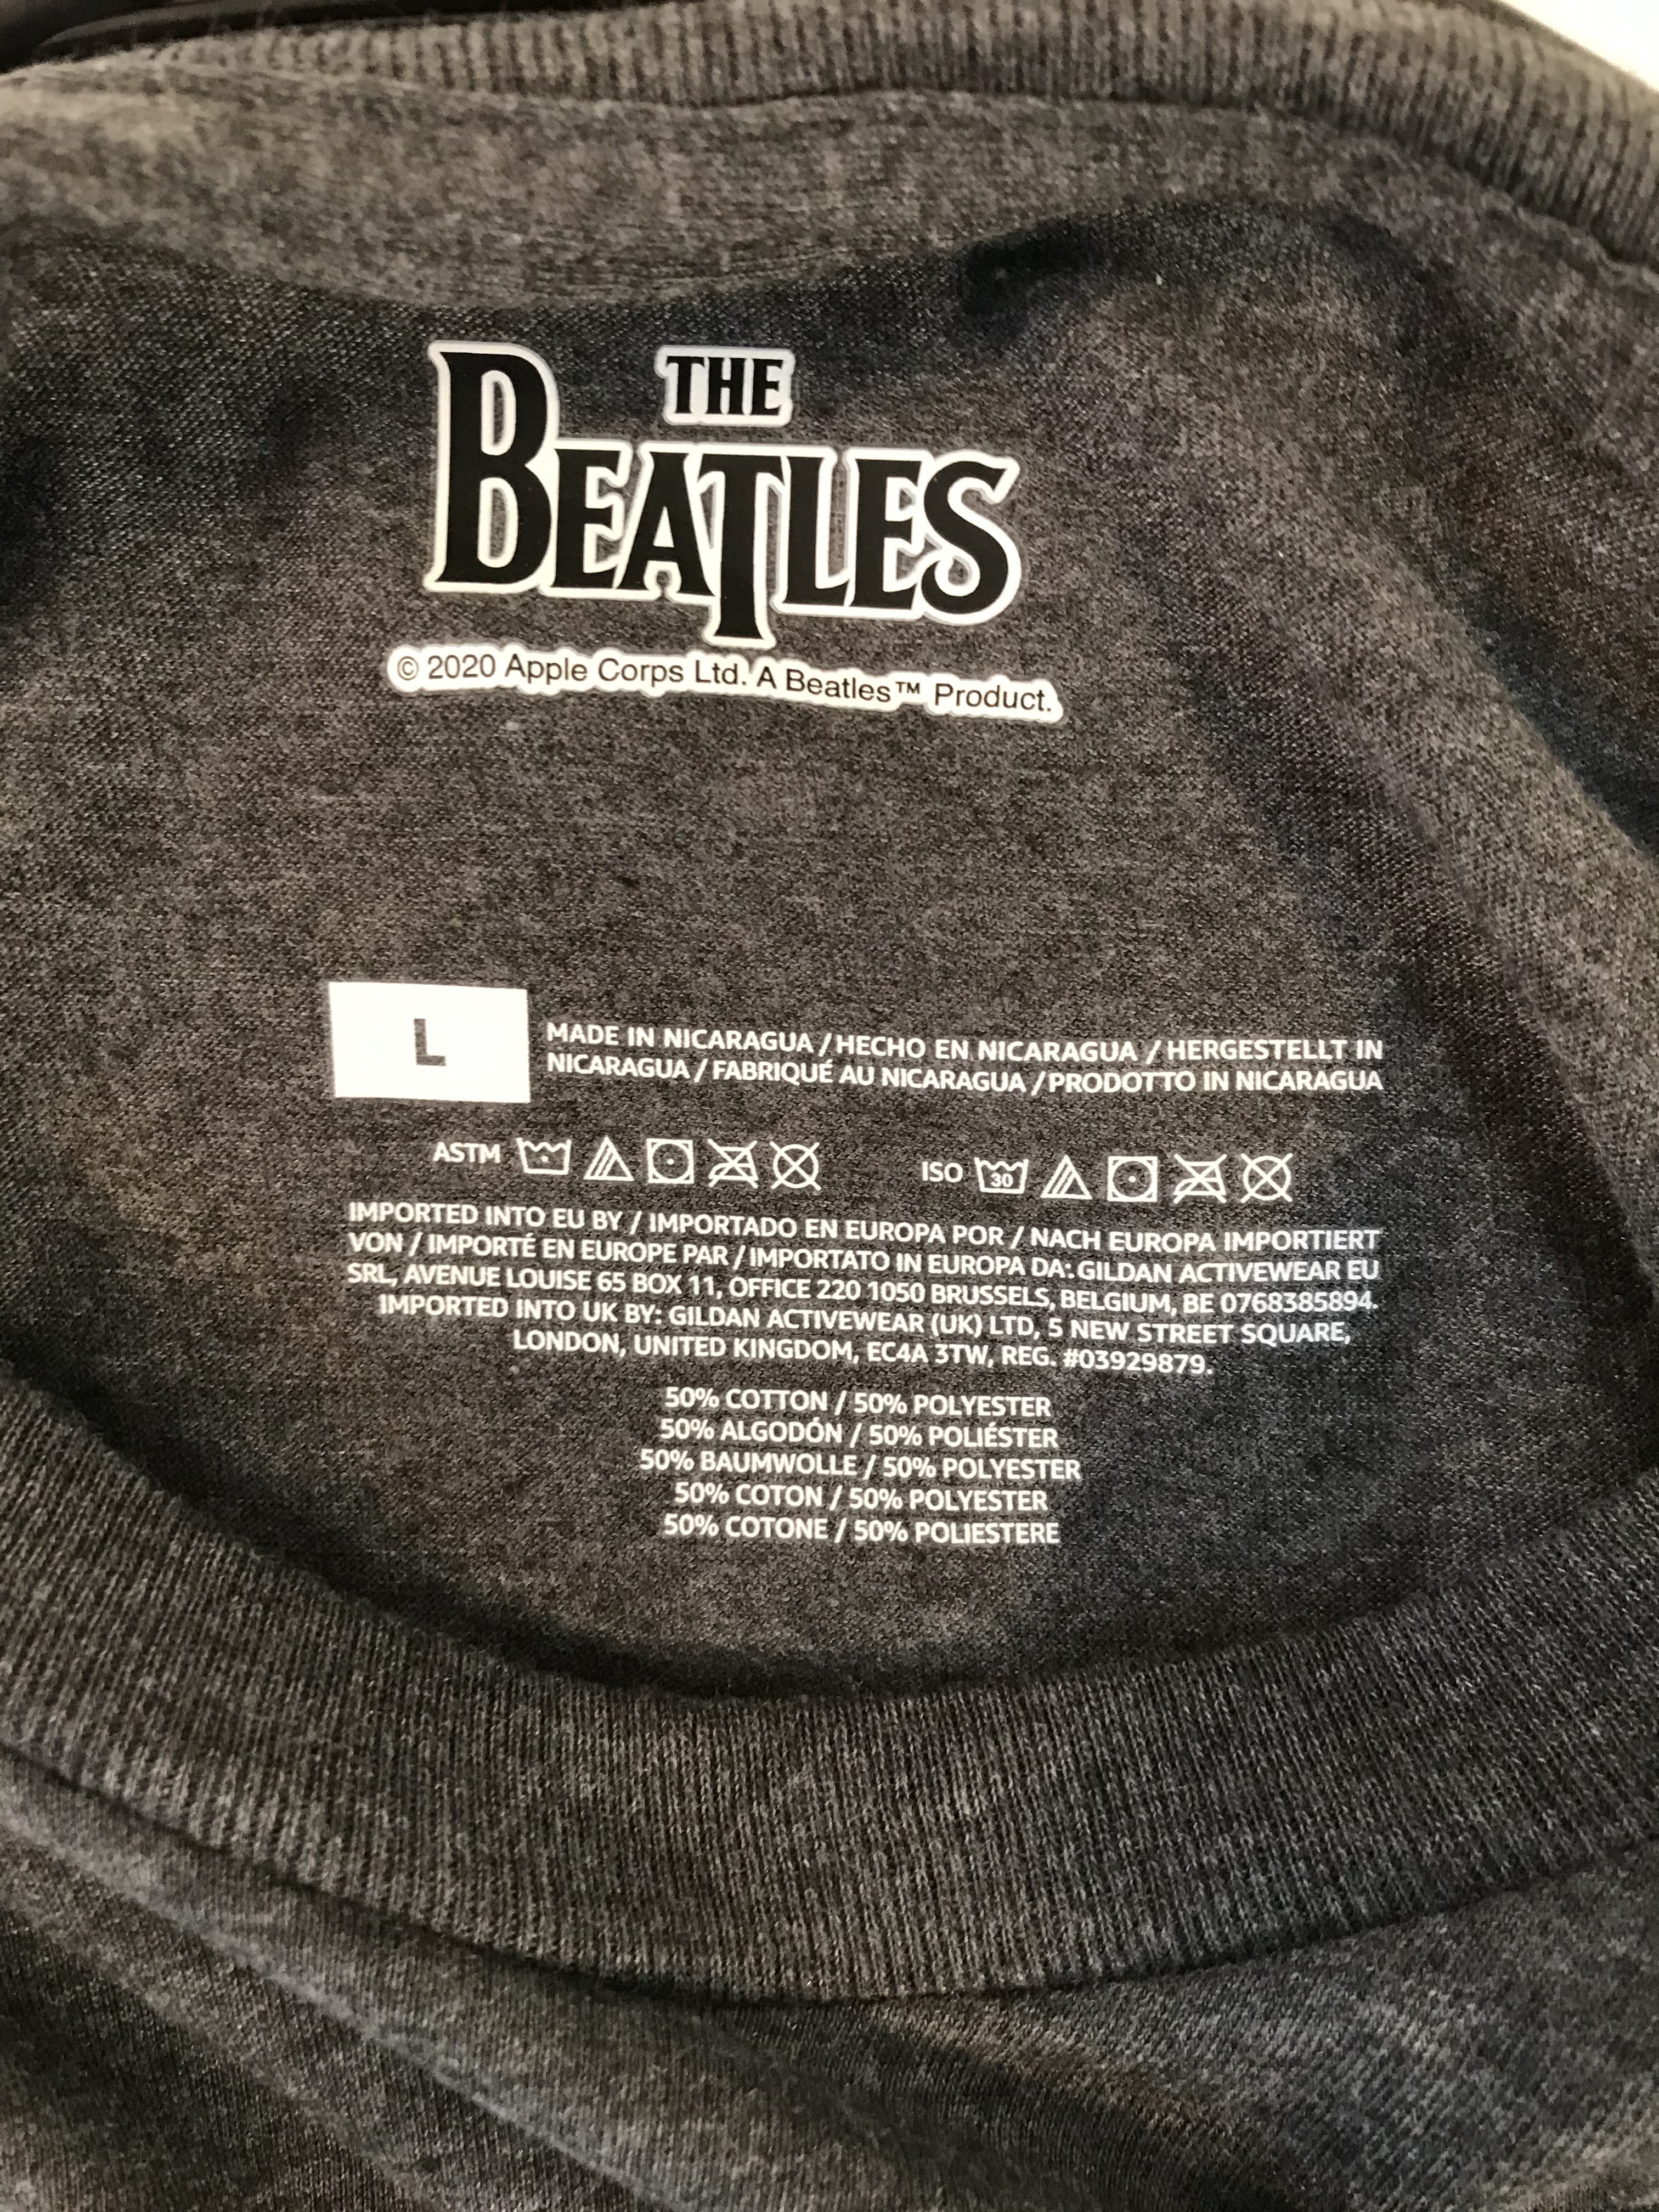 THE
BEATLES
© 2020 Apple Corps Ltd. A Beatles™ Product.
L
MADE IN NICARAGUA / HECHO EN NICARAGUA / HERGESTELLT IN
NICARAGUA / FABRIQUÉ AU NICARAGUA / PRODOTTO IN NICARAGUA
ASTM ISO 30
IMPORTED INTO EU BY / IMPORTADO EN EUROPA POR / NACH EUROPA IMPORTIERT
VON / IMPORTÉ EN EUROPE PAR / IMPORTATO IN EUROPA DA: GILDAN ACTIVEWEAR EU
SRL, AVENUE LOUISE 65 BOX 11, OFFICE 220 1050 BRUSSELS, BELGIUM, BE 0768385894.
IMPORTED INTO UK BY: GILDAN ACTIVEWEAR (UK) LTD, 5 NEW STREET SQUARE,
LONDON, UNITED KINGDOM, EC4A 3TW, REG. #03929879.
50% COTTON / 50% POLYESTER
50% ALGODÓN / 50% POLIÉSTER
50% BAUMWOLLE / 50% POLYESTER
50% COTON / 50% POLYESTER
50% COTONE / 50% POLIESTERE